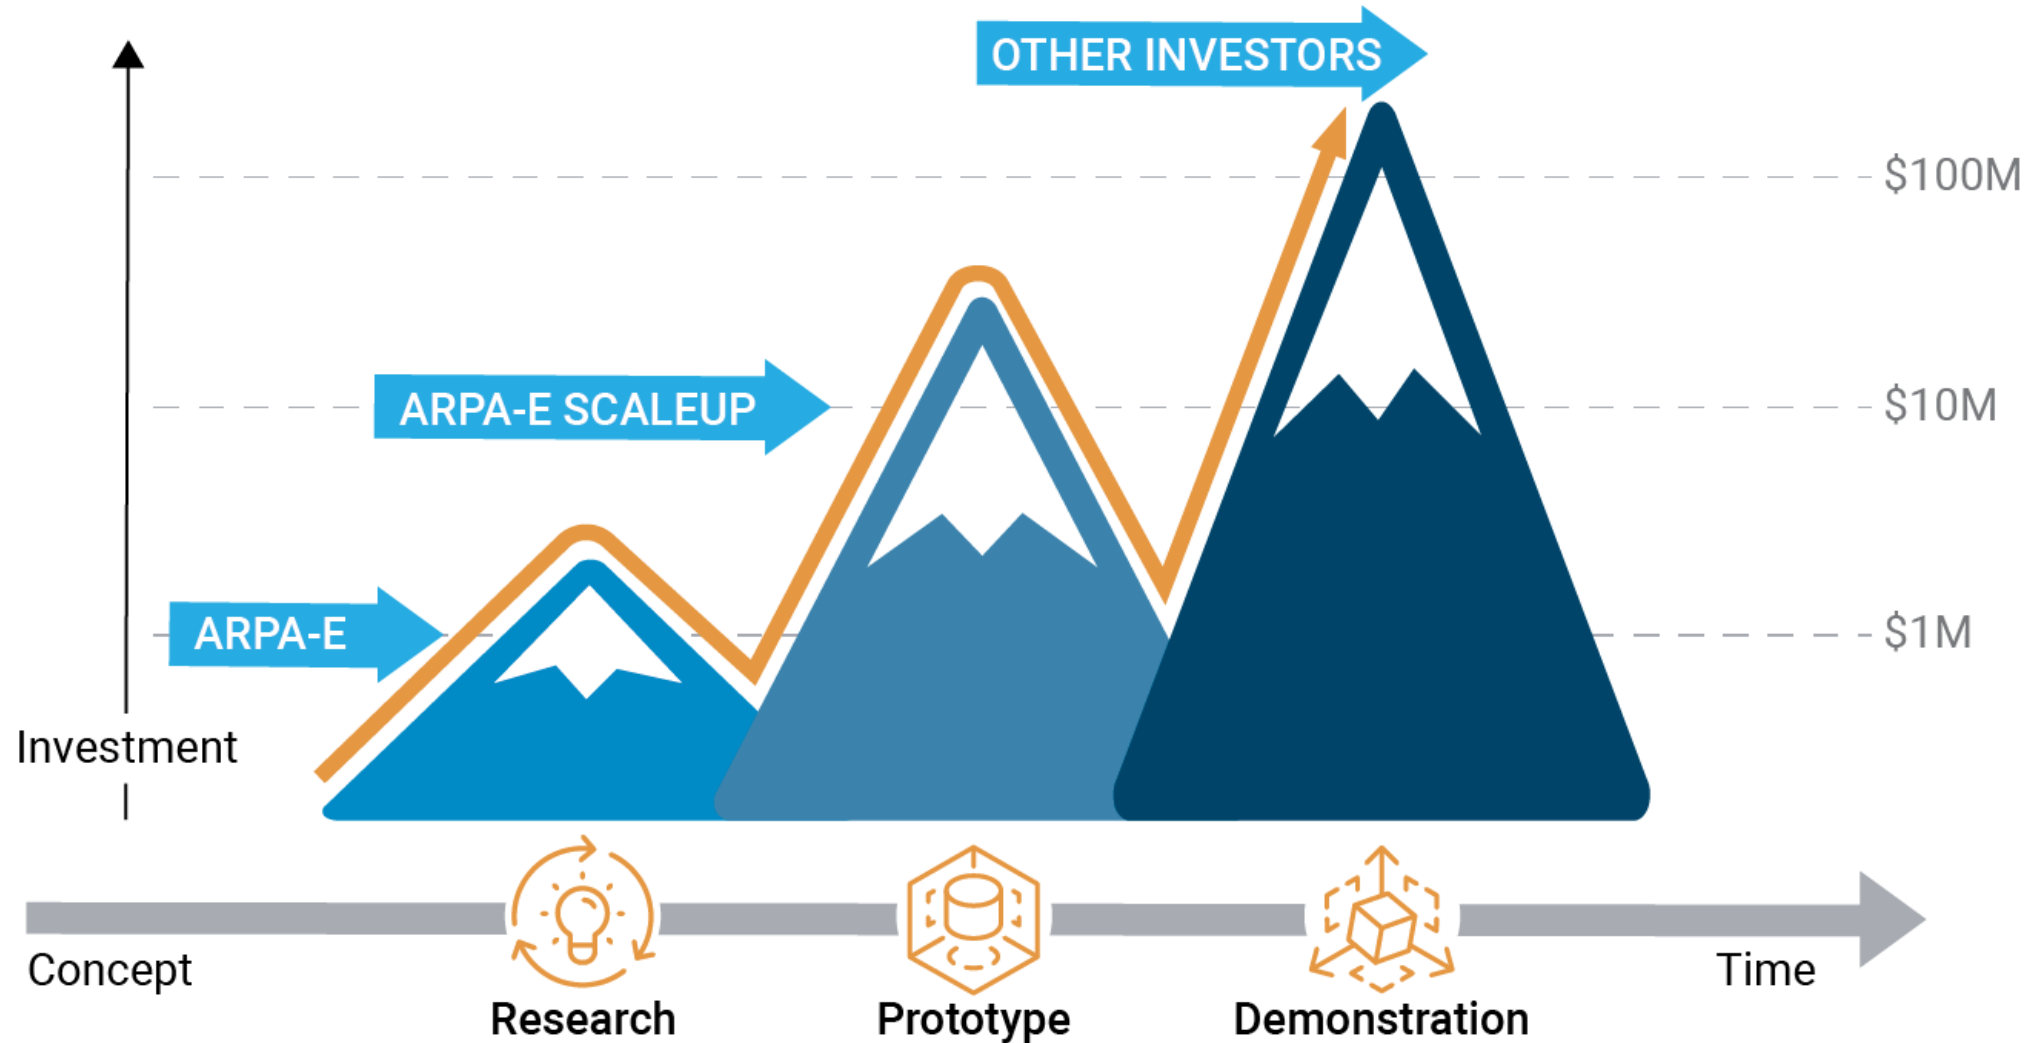 OTHER INVESTORS
$100M
ARPA-E SCALEUP
$10M
ARPA-E
$1M
Investment
Concept
Time
Research
Prototype
Demonstration